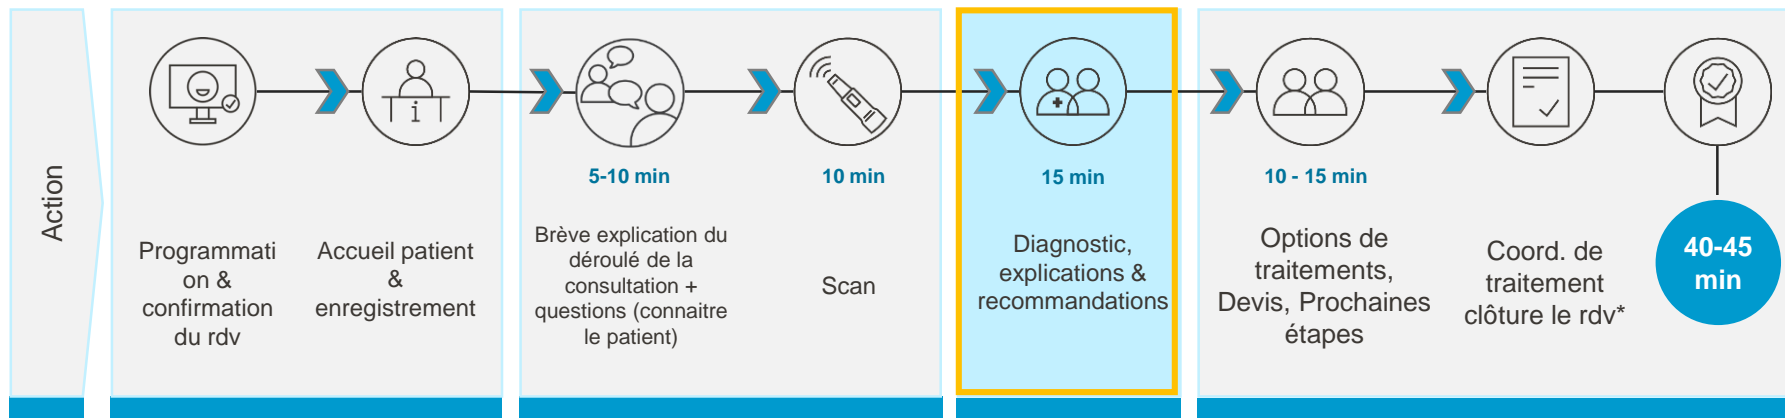 Action
Programmati
on &
confirmation
du rdv
i
Accueil patient
&
enregistrement
5-10 min
Brève explication du
déroulé de la
consultation +
questions (connaitre
le patient)
10 min
Scan
15 min
Diagnostic,
explications &
recommandations
10 - 15 min
Options de
traitements,
Devis, Prochaines
étapes
Coord. de
traitement
clôture le rdv*
40-45
min